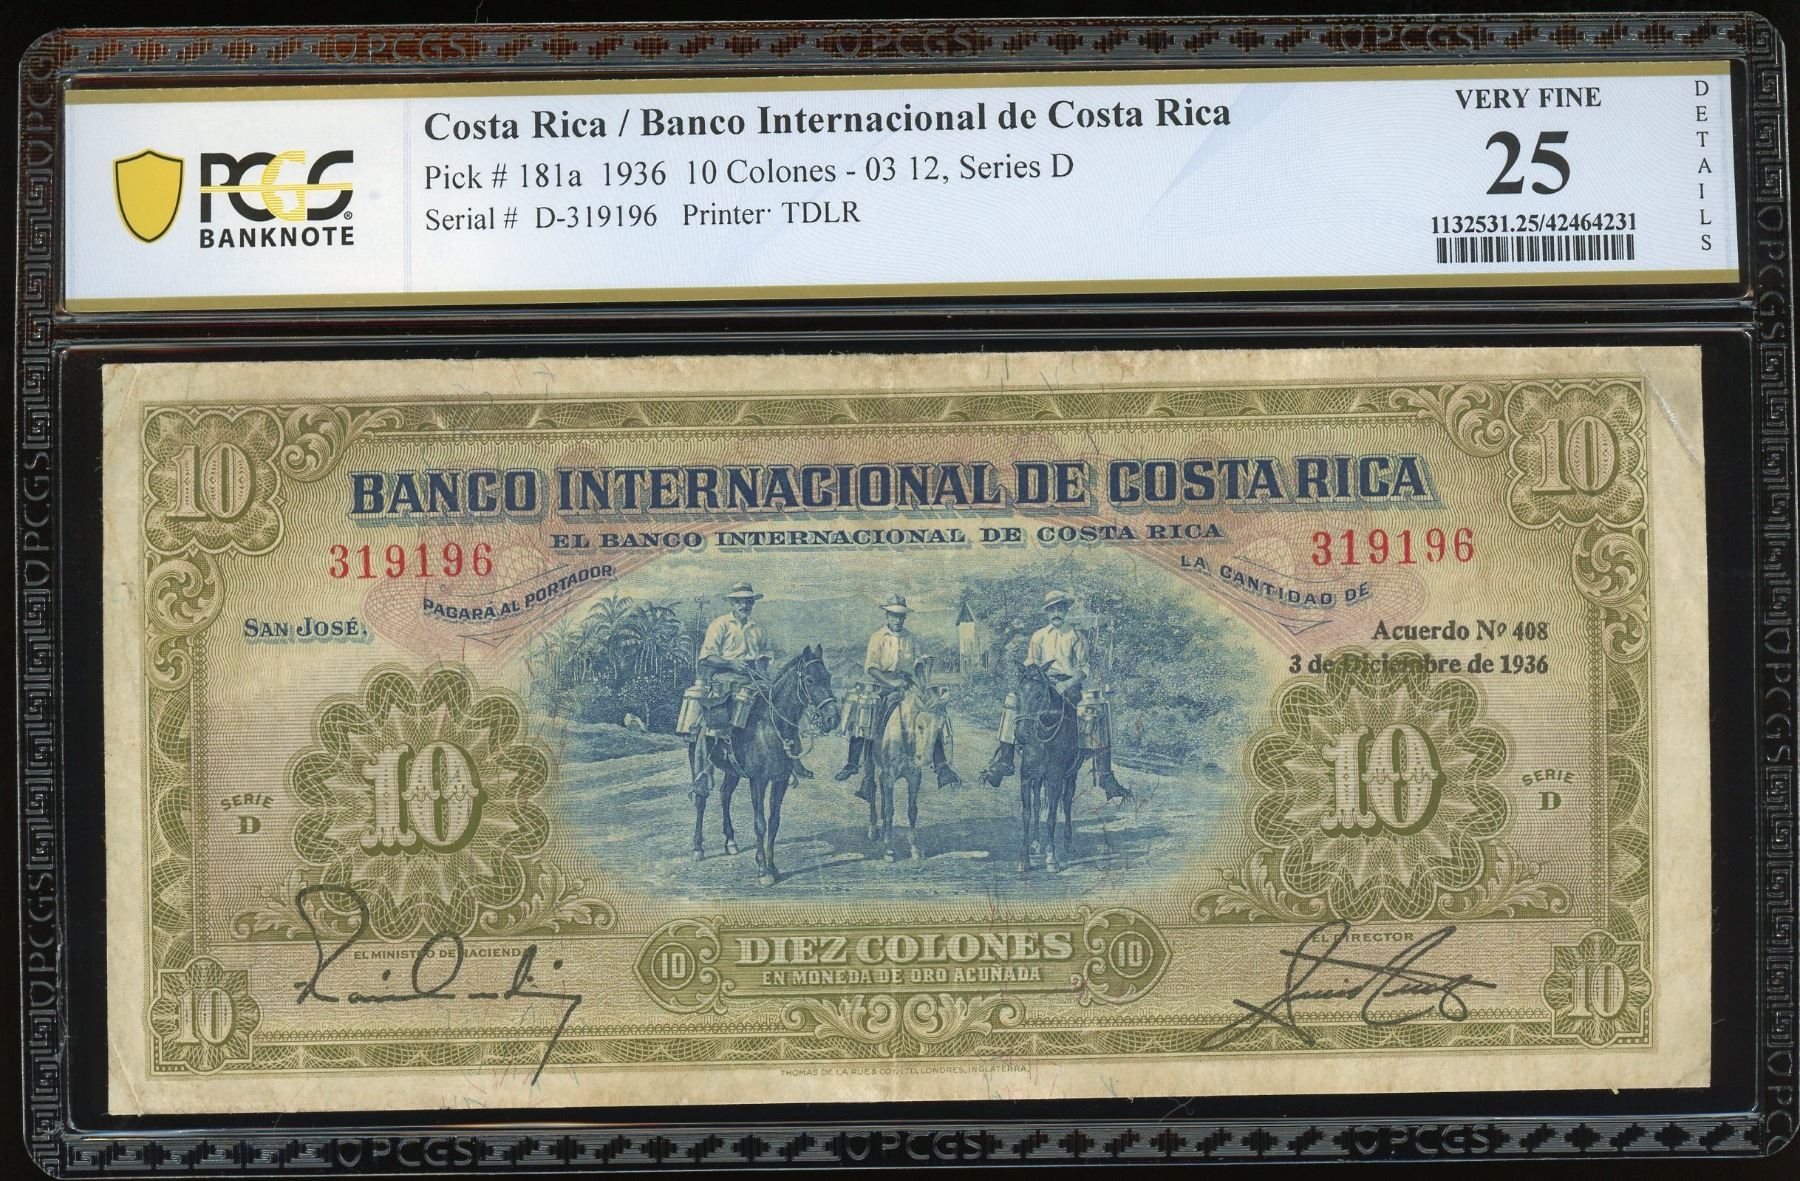 Costa Rica / Banco Internacional de Costa Rica
Pick # 181a 1936 10 Colones - 03 12, Series D
Serial # D-319196 Printer· TDLR
PCGS®
BANKNOTE
VERY FINE
25
1132531.25/42464231
DETAILS
10
10
BANCO INTERNACIONAL DE COSTA RICA
EL BANCO INTERNACIONAL DE COSTA RICA
319196
319196
PAGARÁ AL PORTADOR
LA CANTIDAD DE
SAN JOSÉ,
Acuerdo Nº 408
3 de Diciembre de 1936
10
10
SERIE
D
SERIE
D
EL MINISTRO DE HACIENDA
EL DIRECTOR
10
DIEZ COLONES
10
EN MONEDA DE ORO ACUÑADA
10
10
THOMAS DE LA RUE & CO. LTD. LONDRES, INGLATERRA.